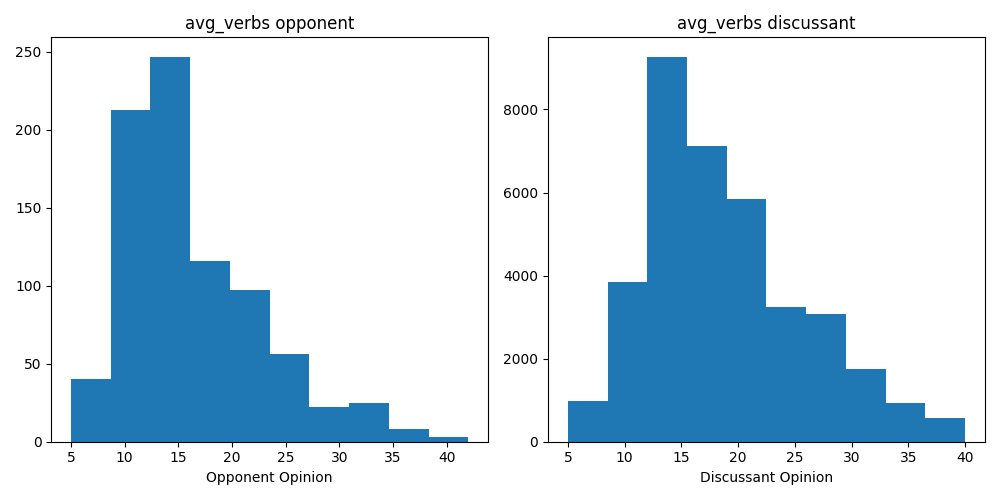 avg_verbs opponent
250
200
150
100
50
0
5 10 15 20 25 30 35 40
Opponent Opinion
avg_verbs discussant
8000
6000
4000
2000
0
5 10 15 20 25 30 35 40
Discussant Opinion